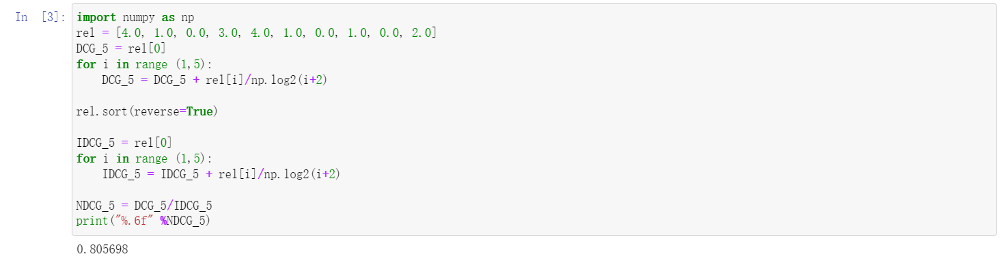 In [3]:
import numpy as np
rel = [4.0, 1.0, 0.0, 3.0, 4.0, 1.0, 0.0, 1.0, 0.0, 2.0]
DCG_5 = rel[0]
for i in range (1,5):
    DCG_5 = DCG_5 + rel[i]/np.log2(i+2)

rel.sort(reverse=True)

IDCG_5 = rel[0]
for i in range (1,5):
    IDCG_5 = IDCG_5 + rel[i]/np.log2(i+2)

NDCG_5 = DCG_5/IDCG_5
print("%.6f" %NDCG_5)
0.805698